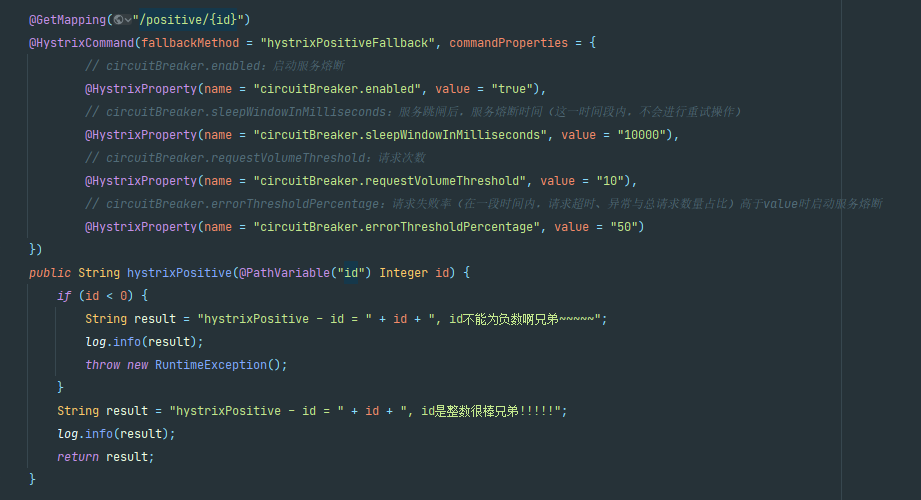 @GetMapping("/positive/{id}")
@HystrixCommand(fallbackMethod = "hystrixPositiveFallback", commandProperties = {
// circuitBreaker.enabled：启动服务熔断
@HystrixProperty(name = "circuitBreaker.enabled", value = "true"),
// circuitBreaker.sleepWindowInMilliseconds：服务跳闸后，服务熔断时间（这一时间段内，不会进行重试操作）
@HystrixProperty(name = "circuitBreaker.sleepWindowInMilliseconds", value = "10000"),
// circuitBreaker.requestVolumeThreshold：请求次数
@HystrixProperty(name = "circuitBreaker.requestVolumeThreshold", value = "10"),
// circuitBreaker.errorThresholdPercentage：请求失败率（在一段时间内，请求超时、异常与总请求数量占比）高于value时启动服务熔断
@HystrixProperty(name = "circuitBreaker.errorThresholdPercentage", value = "50")
})
public String hystrixPositive(@PathVariable("id") Integer id) {
if (id < 0) {
String result = "hystrixPositive - id = " + id + ", id不能为负数啊兄弟~~~~~";
log.info(result);
throw new RuntimeException();
}
String result = "hystrixPositive - id = " + id + ", id是整数很棒兄弟!!!!!";
log.info(result);
return result;
}